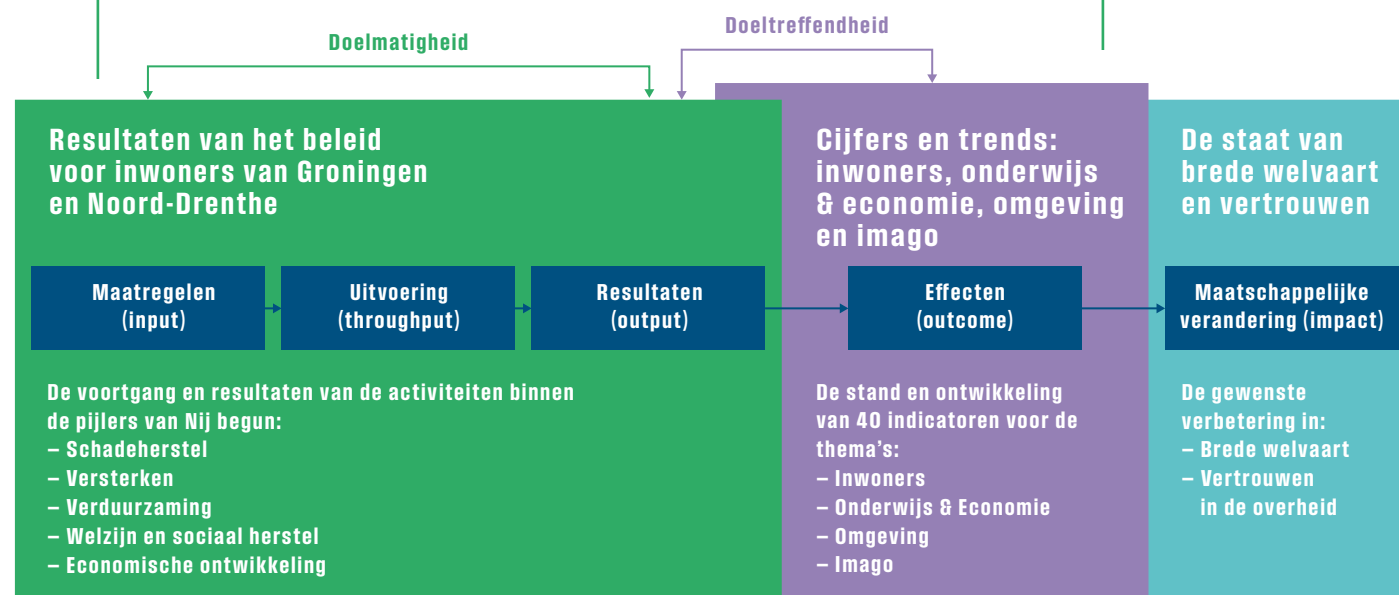 Doelmatigheid
Doeltreffendheid
Resultaten van het beleid
voor inwoners van Groningen
en Noord-Drenthe
Maatregelen
(input)
Uitvoering
(throughput)
Resultaten
(output)
De voortgang en resultaten van de activiteiten binnen
de pijlers van Nij begun:
– Schadeherstel
– Versterken
– Verduurzaming
– Welzijn en sociaal herstel
– Economische ontwikkeling
Cijfers en trends:
inwoners, onderwijs
& economie, omgeving
en imago
Effecten
(outcome)
De stand en ontwikkeling
van 40 indicatoren voor de
thema's:
– Inwoners
– Onderwijs & Economie
– Omgeving
– Imago
De staat van
brede welvaart
en vertrouwen
Maatschappelijke
verandering (impact)
De gewenste
verbetering in:
– Brede welvaart
– Vertrouwen
in de overheid